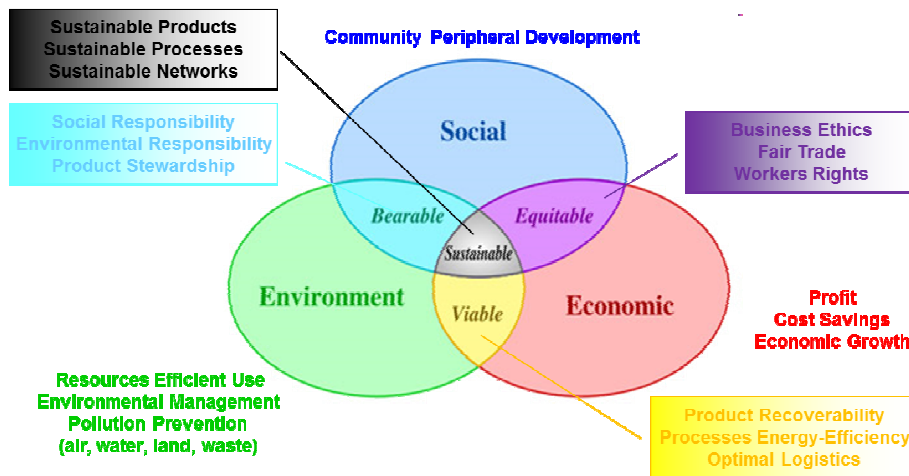 Sustainable Products
Sustainable Processes
Sustainable Networks
Community Peripheral Development
Social Responsibility
Environmental Responsibility
Product Stewardship
Social
Business Ethics
Fair Trade
Workers Rights
Bearable
Equitable
Sustainable
Environment
Economic
Viable
Profit
Cost Savings
Economic Growth
Resources Efficient Use
Environmental Management
Pollution Prevention
(air, water, land, waste)
Product Recoverability
Processes Energy-Efficiency
Optimal Logistics